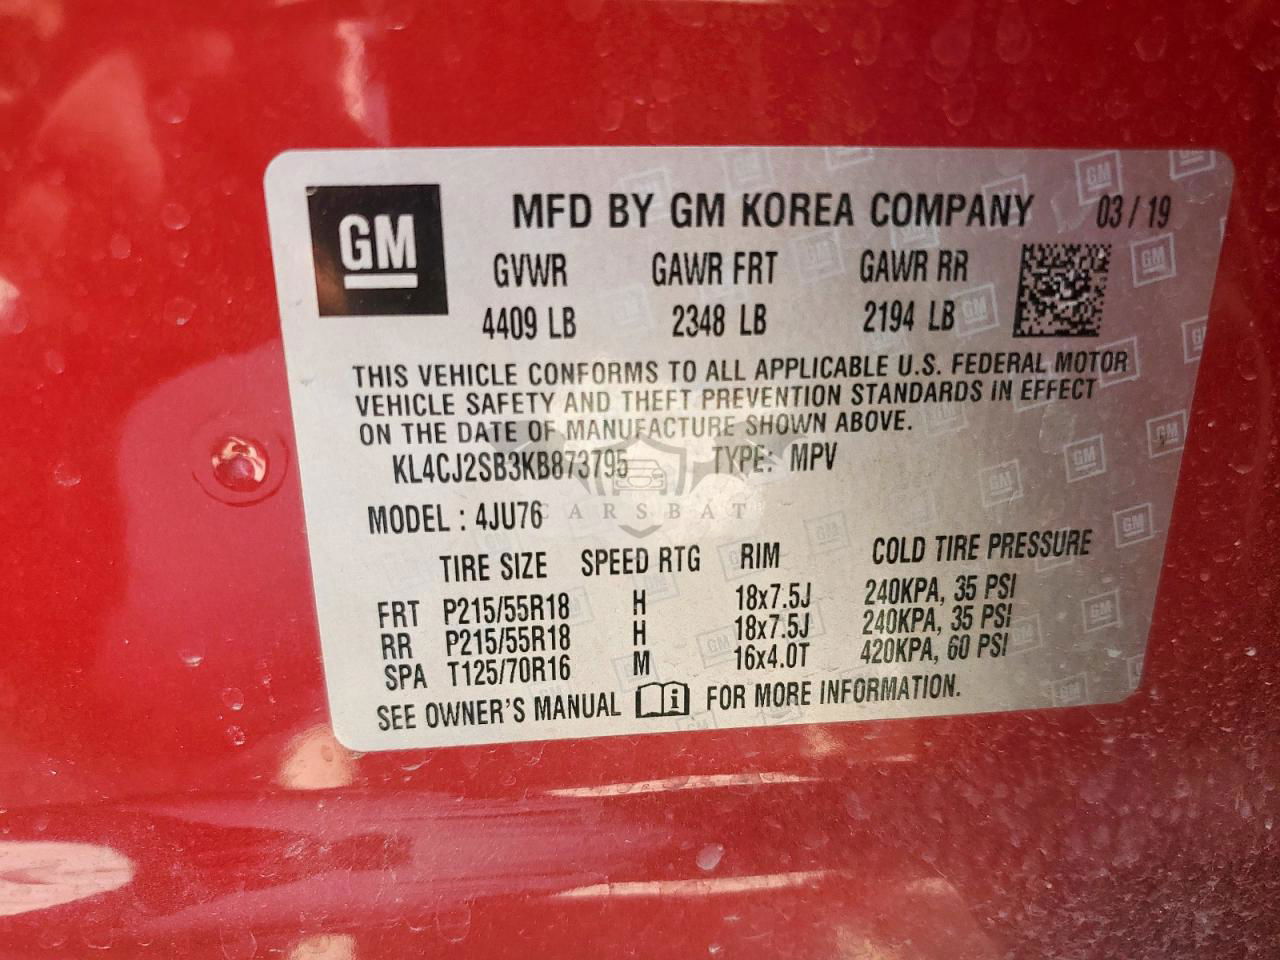 GM
MFD BY GM KOREA COMPANY 03 / 19
GVWR GAWR FRT GAWR RR
4409 LB 2348 LB 2194 LB
THIS VEHICLE CONFORMS TO ALL APPLICABLE U.S. FEDERAL MOTOR
VEHICLE SAFETY AND THEFT PREVENTION STANDARDS IN EFFECT
ON THE DATE OF MANUFACTURE SHOWN ABOVE.
KL4CJ2SB3KB873795 TYPE: MPV
CARSBAT
MODEL : 4JU76
TIRE SIZE SPEED RTG RIM COLD TIRE PRESSURE
FRT P215/55R18 H 18x7.5J 240KPA, 35 PSI
RR P215/55R18 H 18x7.5J 240KPA, 35 PSI
SPA T125/70R16 M 16x4.0T 420KPA, 60 PSI
SEE OWNER'S MANUAL i FOR MORE INFORMATION.